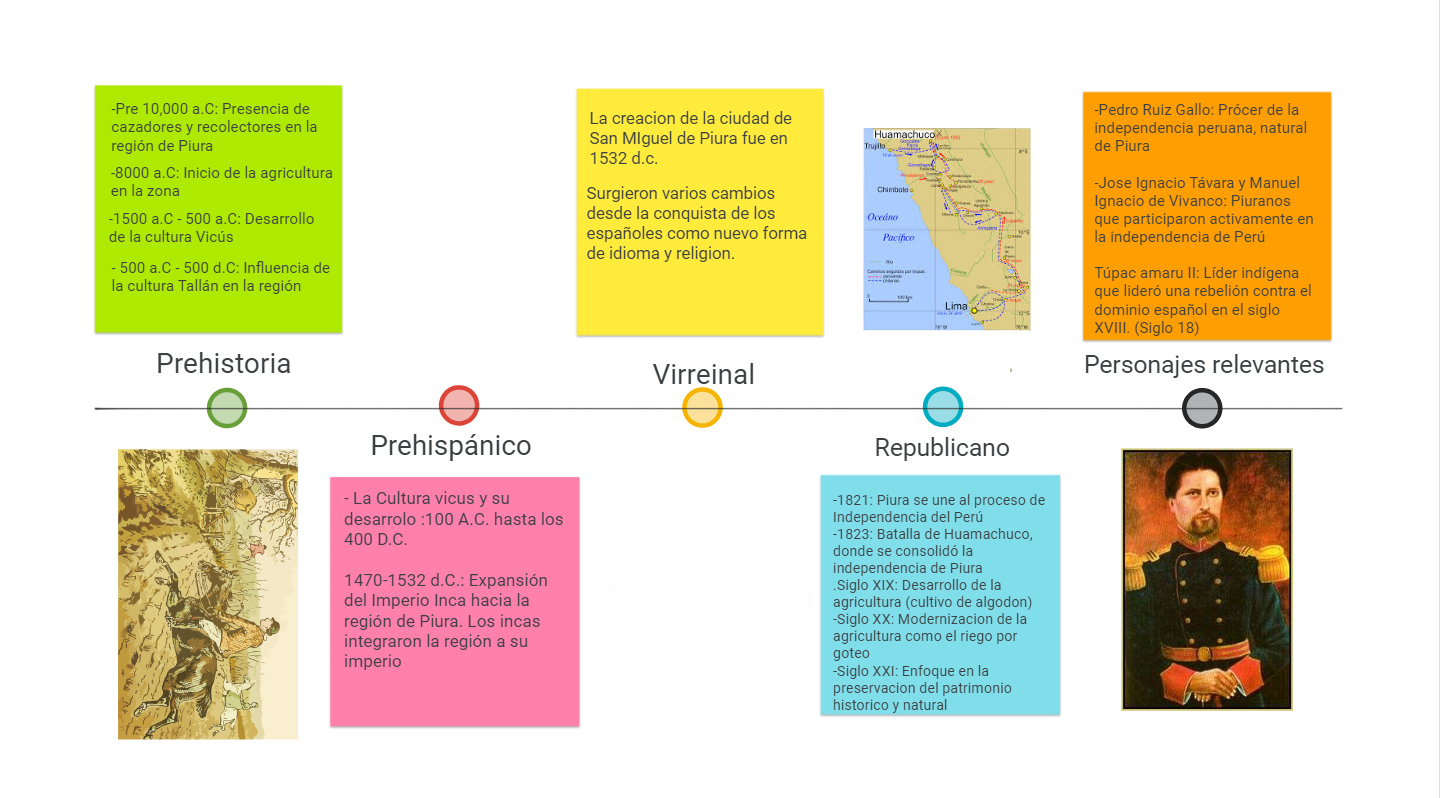 -Pre 10,000 a.C: Presencia de
cazadores y recolectores en la
región de Piura
-8000 a.C: Inicio de la agricultura
en la zona
-1500 a.C - 500 a.C: Desarrollo
de la cultura Vicús
- 500 a.C - 500 d.C: Influencia de
la cultura Tallán en la región
Prehistoria
Prehispánico
- La Cultura vicus y su
desarrolo :100 A.C. hasta los
400 D.C.
1470-1532 d.C.: Expansión
del Imperio Inca hacia la
región de Piura. Los incas
integraron la región a su
imperio
La creacion de la ciudad de
San MIguel de Piura fue en
1532 d.c.
Surgieron varios cambios
desde la conquista de los
españoles como nuevo forma
de idioma y religion.
Virreinal
Huamachuco
Trujillo
Chimbote
Oceáno
Pacífico
Lima
Republicano
-1821: Piura se une al proceso de
Independencia del Perú
-1823: Batalla de Huamachuco,
donde se consolidó la
independencia de Piura
.Siglo XIX: Desarrollo de la
agricultura (cultivo de algodon)
-Siglo XX: Modernizacion de la
agricultura como el riego por
goteo
-Siglo XXI: Enfoque en la
preservacion del patrimonio
historico y natural
-Pedro Ruiz Gallo: Prócer de la
independencia peruana, natural
de Piura
-Jose Ignacio Távara y Manuel
Ignacio de Vivanco: Piuranos
que participaron activamente en
la independencia de Perú
Túpac amaru II: Líder indígena
que lideró una rebelión contra el
dominio español en el siglo
XVIII. (Siglo 18)
Personajes relevantes